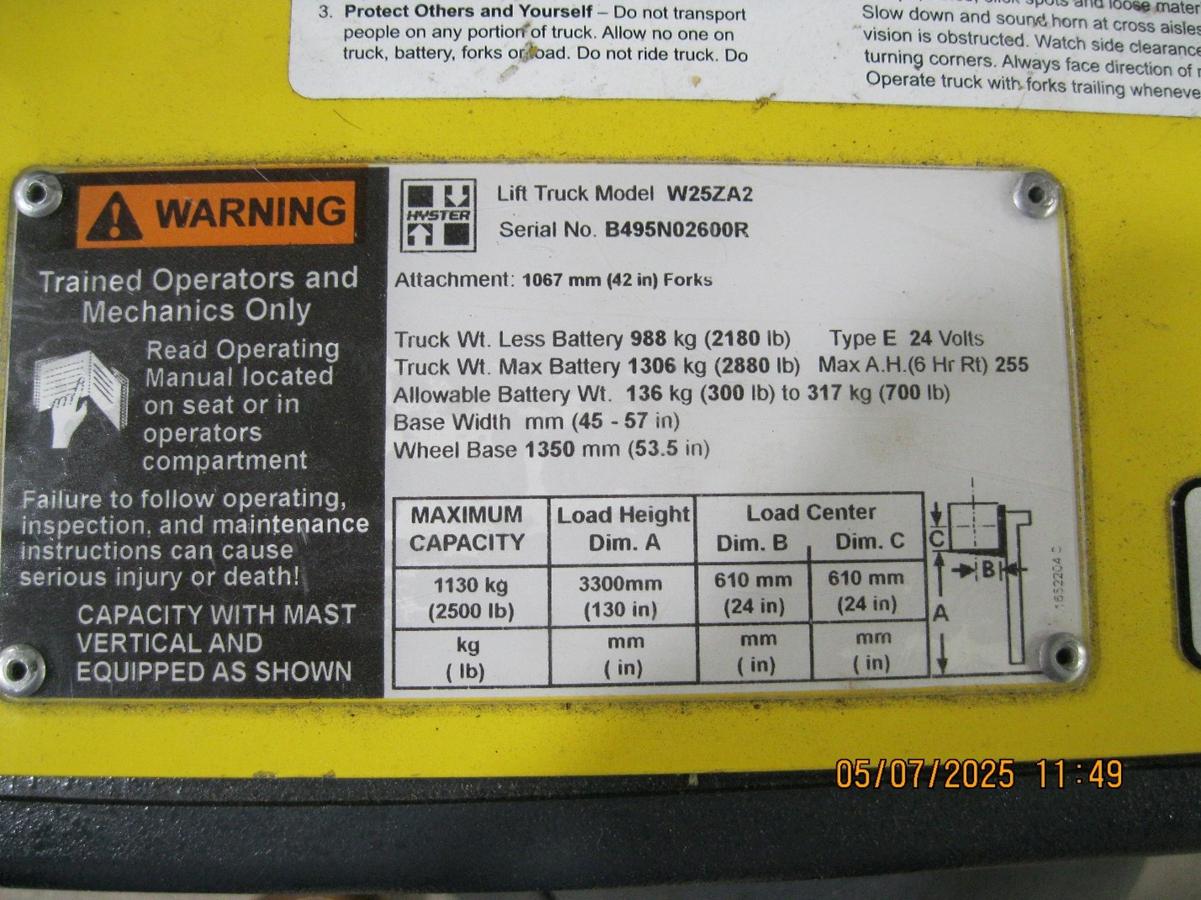 3. Protect Others and Yourself – Do not transport
people on any portion of truck. Allow no one on
truck, battery, forks or load. Do not ride truck. Do
spots and loose mater
Slow down and sound horn at cross aisles
vision is obstructed. Watch side clearance
turning corners. Always face direction of
Operate truck with forks trailing wheneve
WARNING
Trained Operators and
Mechanics Only
Read Operating
Manual located
on seat or in
operators
compartment
Failure to follow operating,
inspection, and maintenance
instructions can cause
serious injury or death!
CAPACITY WITH MAST
VERTICAL AND
EQUIPPED AS SHOWN
HYSTER
Lift Truck Model W25ZA2
Serial No. B495N02600R
Attachment: 1067 mm (42 in) Forks
Truck Wt. Less Battery 988 kg (2180 lb) Type E 24 Volts
Truck Wt. Max Battery 1306 kg (2880 lb) Max A.H.(6 Hr Rt) 255
Allowable Battery Wt. 136 kg (300 lb) to 317 kg (700 lb)
Base Width mm (45 - 57 in)
Wheel Base 1350 mm (53.5 in)
MAXIMUM Load Height Load Center
CAPACITY Dim. A Dim. B Dim. C
1130 kg 3300mm 610 mm 610 mm
(2500 lb) (130 in) (24 in) (24 in)
kg mm mm mm
( lb) ( in) ( in) ( in)
C
B
A
05/07/2025 11:49